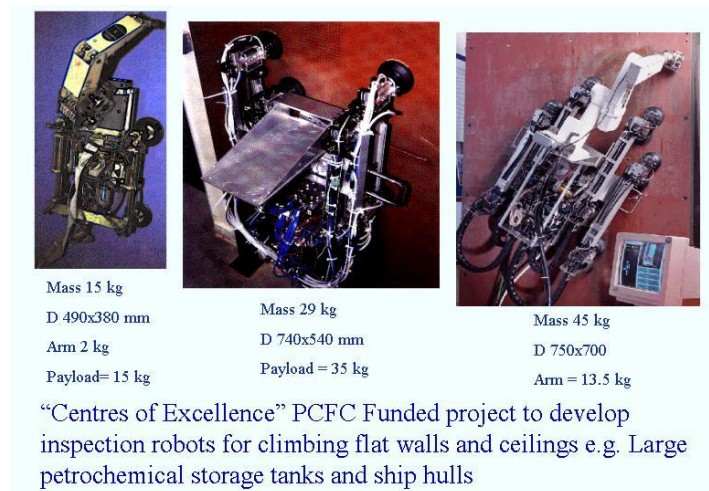 Mass 15 kg
D 490x380 mm
Arm 2 kg
Payload= 15 kg
Mass 29 kg
D 740x540 mm
Payload = 35 kg
Mass 45 kg
D 750x700
Arm = 13.5 kg
“Centres of Excellence” PCFC Funded project to develop
inspection robots for climbing flat walls and ceilings e.g. Large
petrochemical storage tanks and ship hulls